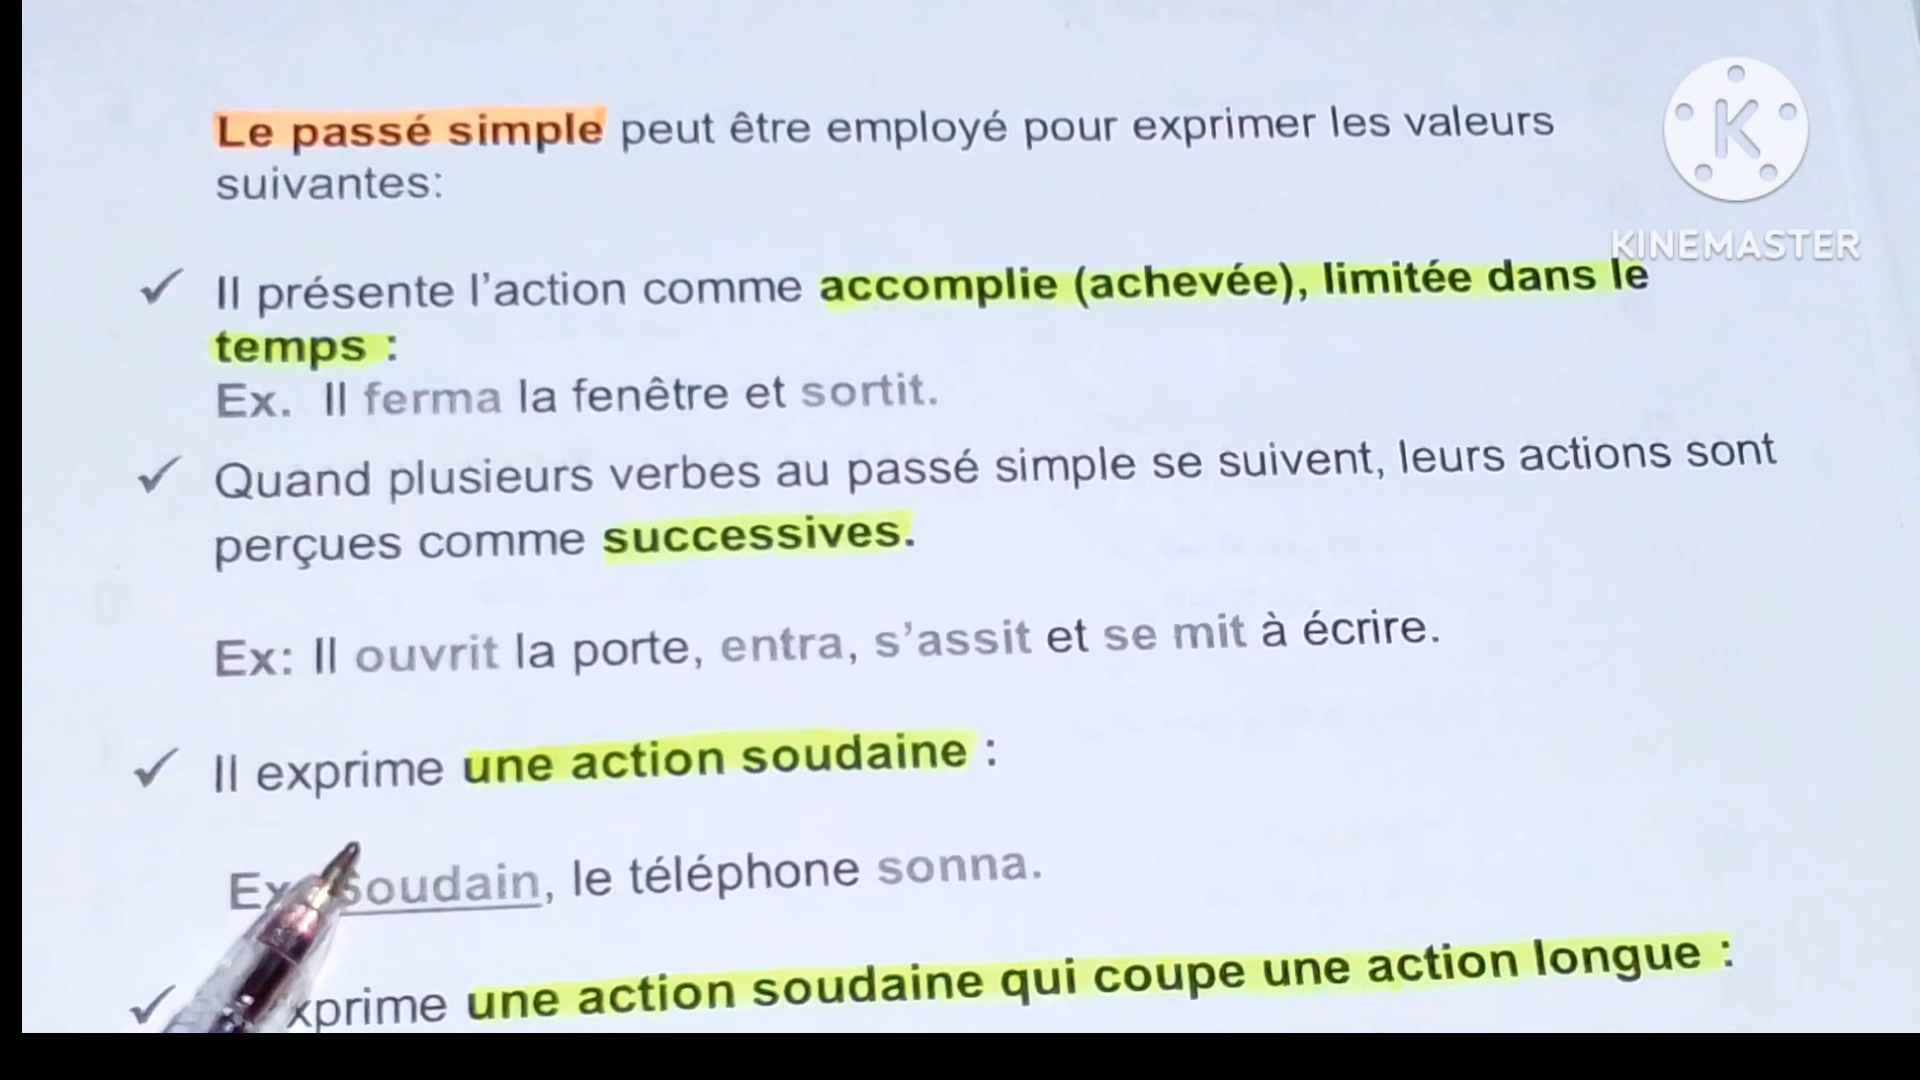 Le passé simple peut être employé pour exprimer les valeurs
suivantes:
K
KINEMASTER
✓ Il présente l'action comme accomplie (achevée), limitée dans le
temps :
Ex. Il ferma la fenêtre et sortit.
✓ Quand plusieurs verbes au passé simple se suivent, leurs actions sont
perçues comme successives.
Ex: Il ouvrit la porte, entra, s'assit et se mit à écrire.
✓ Il exprime une action soudaine :
Soudain, le téléphone sonna.
✓ une action soudaine qui coupe une action longue :